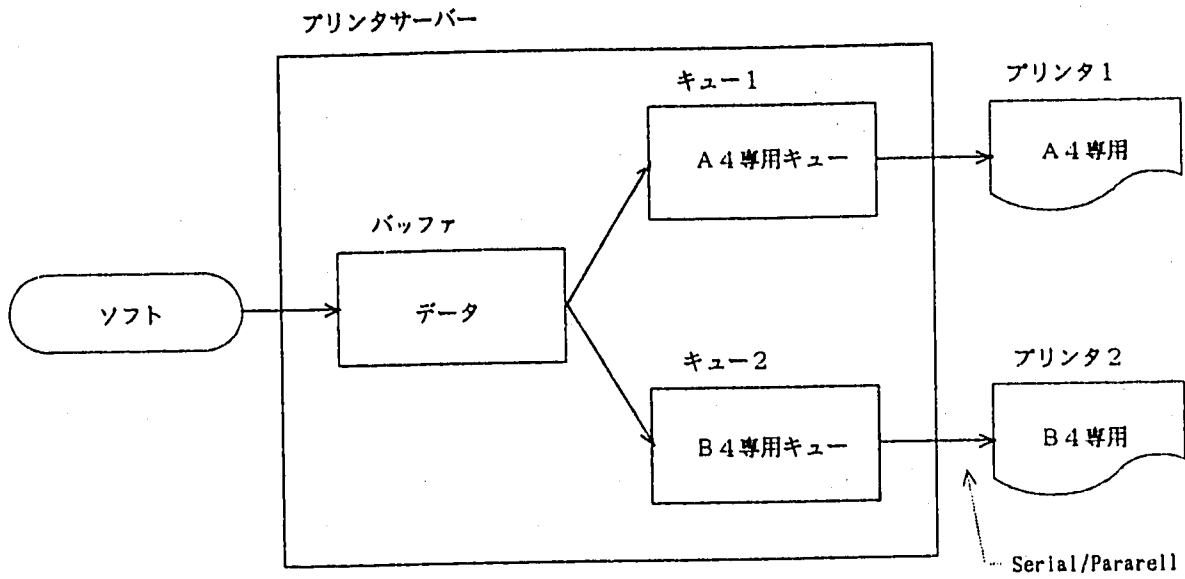 プリンタサーバー
キュー1
プリンタ1
A4専用キュー
A4専用
バッファ
ソフト
データ
キュー2
プリンタ2
B4専用キュー
B4専用
Serial/Pararell